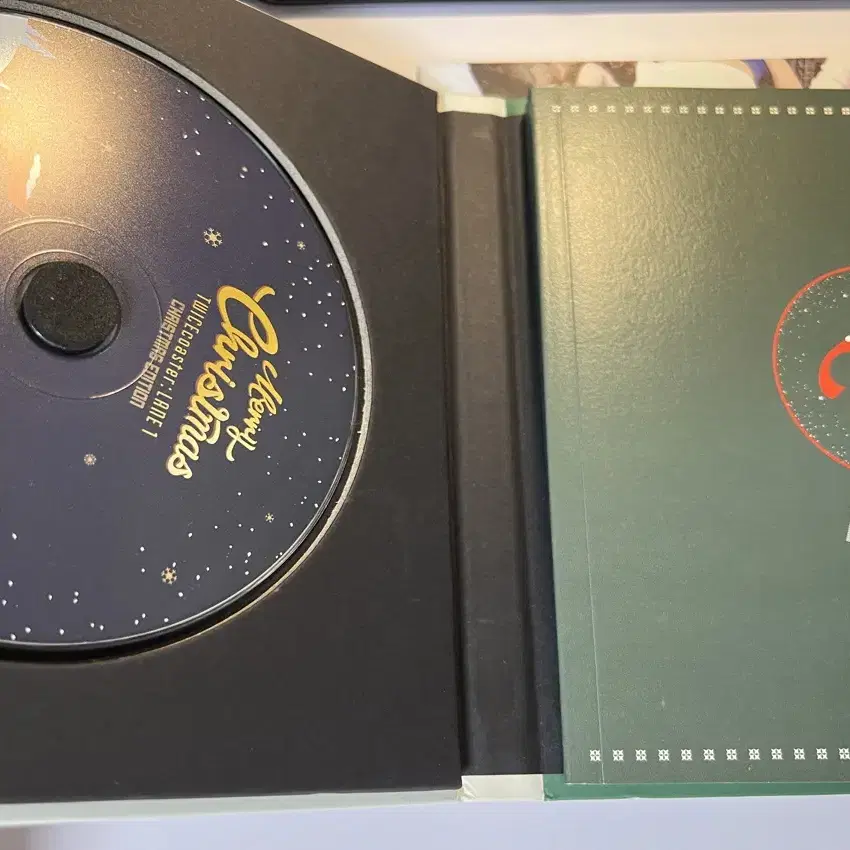 Merry
Christmas
TWICEcoaster: LANE 1
CHRISTMAS EDITION